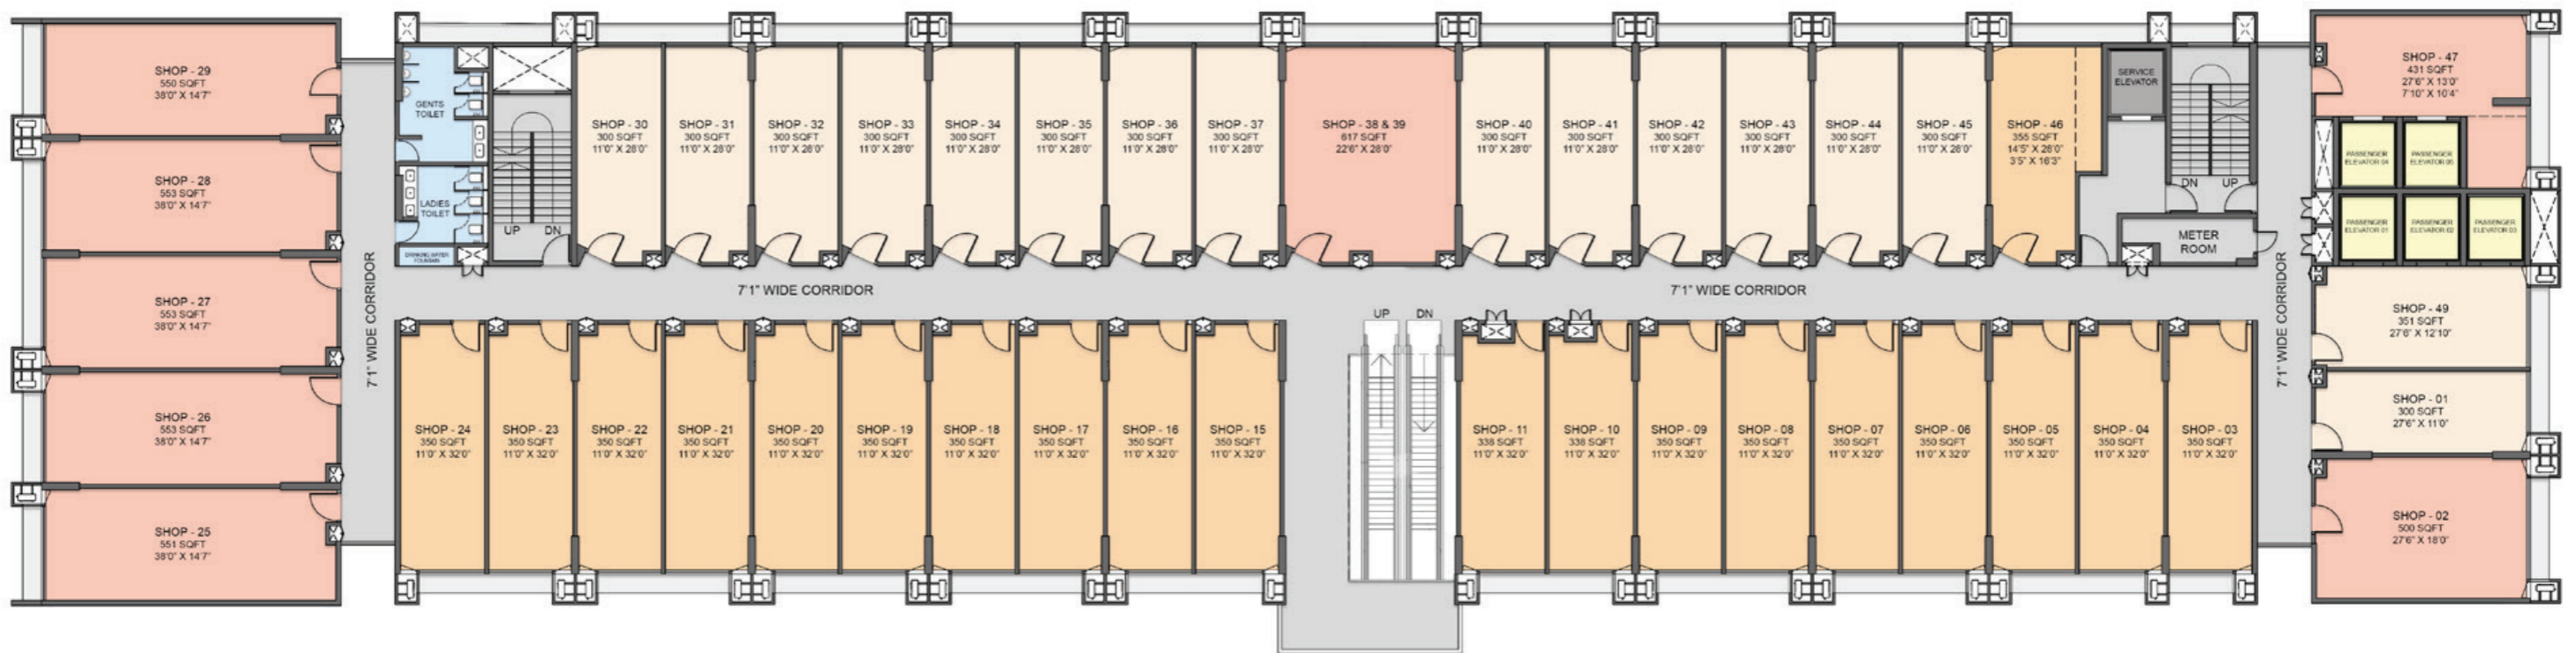 SHOP - 29
550 SQFT
38'0" X 14'7"
SHOP - 28
553 SQFT
38'0" X 14'7"
SHOP - 27
553 SQFT
38'0" X 14'7"
SHOP - 26
553 SQFT
38'0" X 14'7"
SHOP - 25
551 SQFT
38'0" X 14'7"
7'1" WIDE CORRIDOR
GENTS
TOILET
LADIES
TOILET
DRINKING WATER
FOUNTAIN
UP DN
SHOP - 30
300 SQFT
11'0" X 28'0"
SHOP - 31
300 SQFT
11'0" X 28'0"
SHOP - 32
300 SQFT
11'0" X 28'0"
SHOP - 33
300 SQFT
11'0" X 28'0"
SHOP - 34
300 SQFT
11'0" X 28'0"
SHOP - 35
300 SQFT
11'0" X 28'0"
SHOP - 36
300 SQFT
11'0" X 28'0"
SHOP - 37
300 SQFT
11'0" X 28'0"
SHOP - 38 & 39
617 SQFT
22'6" X 28'0"
SHOP - 40
300 SQFT
11'0" X 28'0"
SHOP - 41
300 SQFT
11'0" X 28'0"
SHOP - 42
300 SQFT
11'0" X 28'0"
SHOP - 43
300 SQFT
11'0" X 28'0"
SHOP - 44
300 SQFT
11'0" X 28'0"
SHOP - 45
300 SQFT
11'0" X 28'0"
SHOP - 46
355 SQFT
14'5" X 28'0"
3'5" X 16'3"
SERVICE
ELEVATOR
DN UP
METER
ROOM
7'1" WIDE CORRIDOR
7'1" WIDE CORRIDOR
UP DN
SHOP - 24
350 SQFT
11'0" X 32'0"
SHOP - 23
350 SQFT
11'0" X 32'0"
SHOP - 22
350 SQFT
11'0" X 32'0"
SHOP - 21
350 SQFT
11'0" X 32'0"
SHOP - 20
350 SQFT
11'0" X 32'0"
SHOP - 19
350 SQFT
11'0" X 32'0"
SHOP - 18
350 SQFT
11'0" X 32'0"
SHOP - 17
350 SQFT
11'0" X 32'0"
SHOP - 16
350 SQFT
11'0" X 32'0"
SHOP - 15
350 SQFT
11'0" X 32'0"
SHOP - 11
338 SQFT
11'0" X 32'0"
SHOP - 10
338 SQFT
11'0" X 32'0"
SHOP - 09
350 SQFT
11'0" X 32'0"
SHOP - 08
350 SQFT
11'0" X 32'0"
SHOP - 07
350 SQFT
11'0" X 32'0"
SHOP - 06
350 SQFT
11'0" X 32'0"
SHOP - 05
350 SQFT
11'0" X 32'0"
SHOP - 04
350 SQFT
11'0" X 32'0"
SHOP - 03
350 SQFT
11'0" X 32'0"
7'1" WIDE CORRIDOR
SHOP - 47
431 SQFT
27'6" X 13'0"
7'10" X 10'4"
PASSENGER
ELEVATOR 04
PASSENGER
ELEVATOR 05
PASSENGER
ELEVATOR 01
PASSENGER
ELEVATOR 02
PASSENGER
ELEVATOR 03
SHOP - 49
351 SQFT
27'6" X 12'10"
SHOP - 01
300 SQFT
27'6" X 11'0"
SHOP - 02
500 SQFT
27'6" X 18'0"